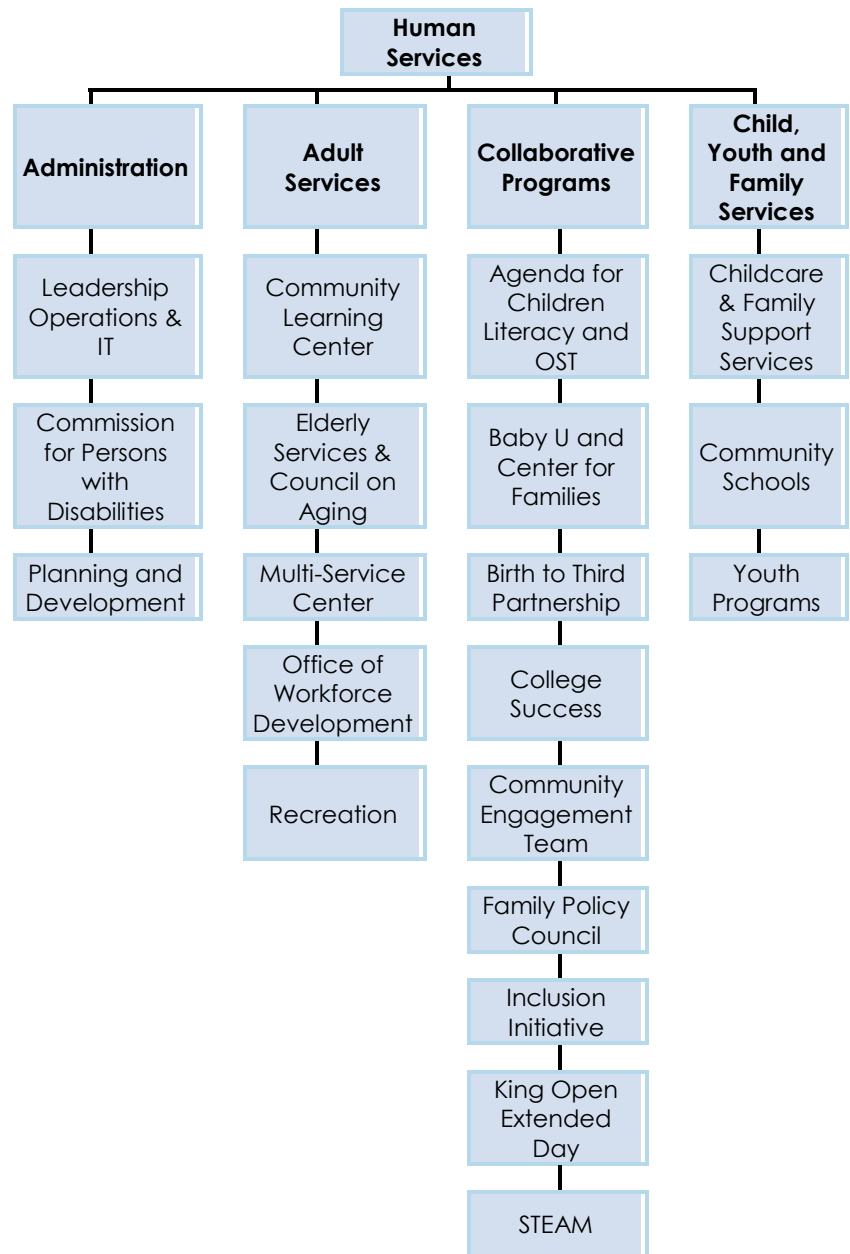 Human
Services
Administration
Adult
Services
Collaborative
Programs
Child,
Youth and
Family
Services
Leadership
Operations &
IT
Community
Learning
Center
Agenda for
Children
Literacy and
OST
Childcare
& Family
Support
Services
Commission
for Persons
with
Disabilities
Elderly
Services &
Council on
Aging
Baby U and
Center for
Families
Community
Schools
Planning and
Development
Multi-Service
Center
Birth to Third
Partnership
Youth
Programs
Office of
Workforce
Development
College
Success
Recreation
Community
Engagement
Team
Family Policy
Council
Inclusion
Initiative
King Open
Extended
Day
STEAM